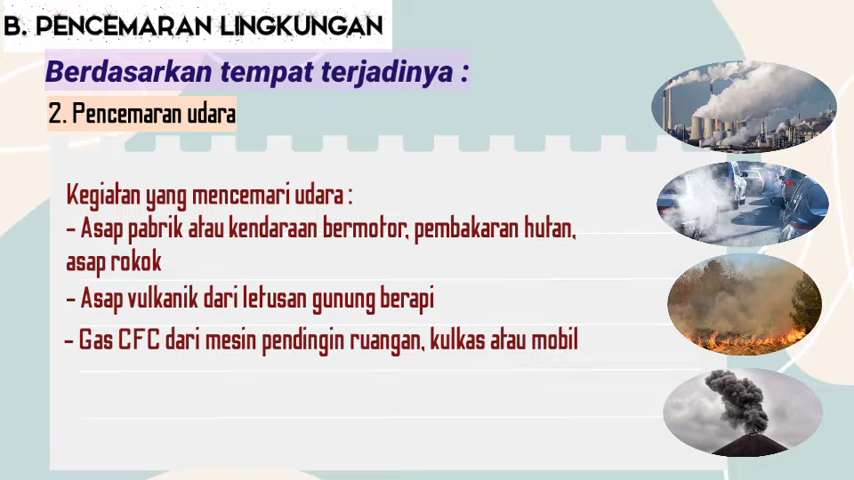 B. PENCEMARAN LINGKUNGAN
Berdasarkan tempat terjadinya :
2. Pencemaran udara
Kegiatan yang mencemari udara :
- Asap pabrik atau kendaraan bermotor, pembakaran hutan,
asap rokok
- Asap vulkanik dari letusan gunung berapi
- Gas CFC dari mesin pendingin ruangan, kulkas atau mobil